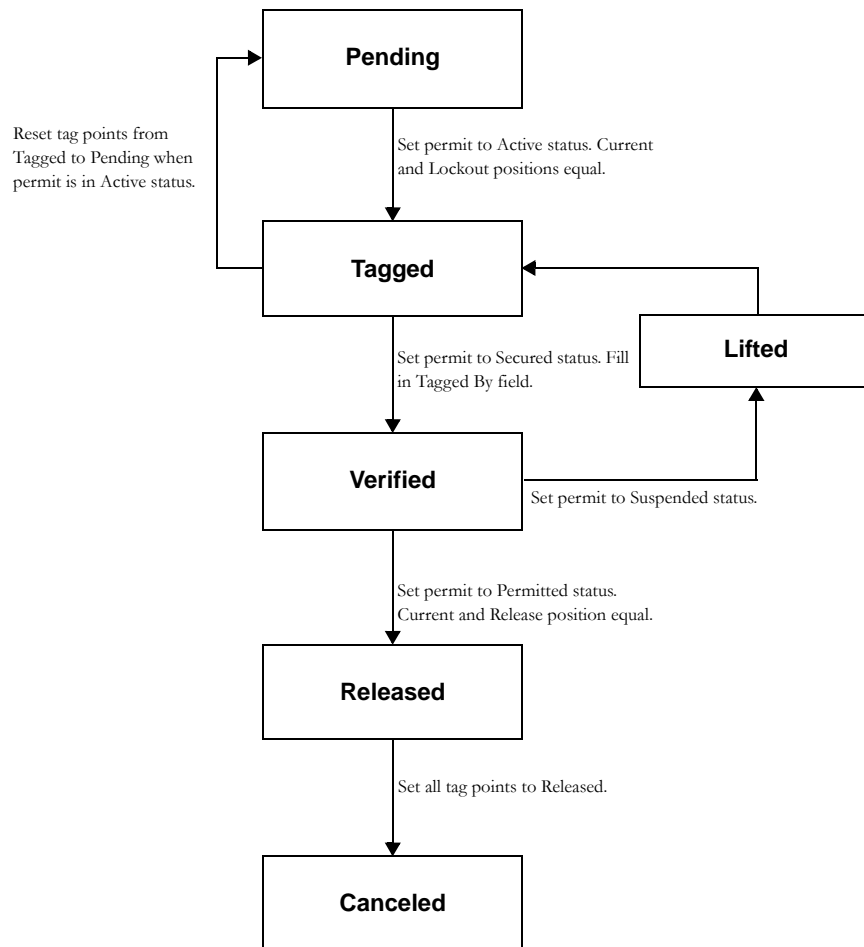 Pending
Reset tag points from
Tagged to Pending when
permit is in Active status.
Set permit to Active status. Current
and Lockout positions equal.
Tagged
Lifted
Set permit to Secured status. Fill
in Tagged By field.
Verified
Set permit to Suspended status.
Set permit to Permitted status.
Current and Release position equal.
Released
Set all tag points to Released.
Canceled